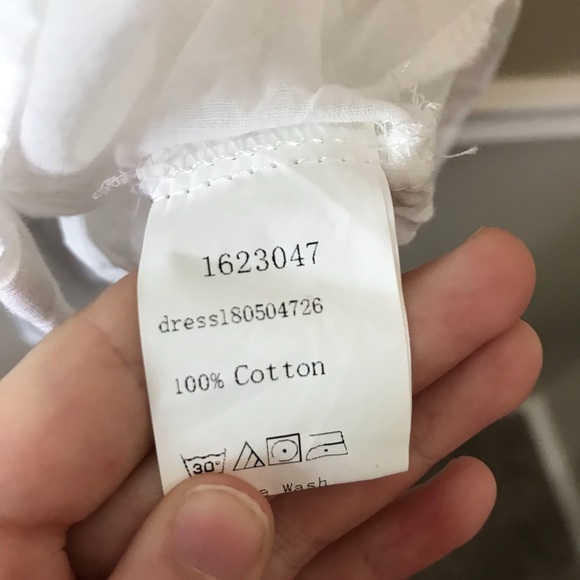 1623047
dress180504726
100% Cotton
30°
e Wash